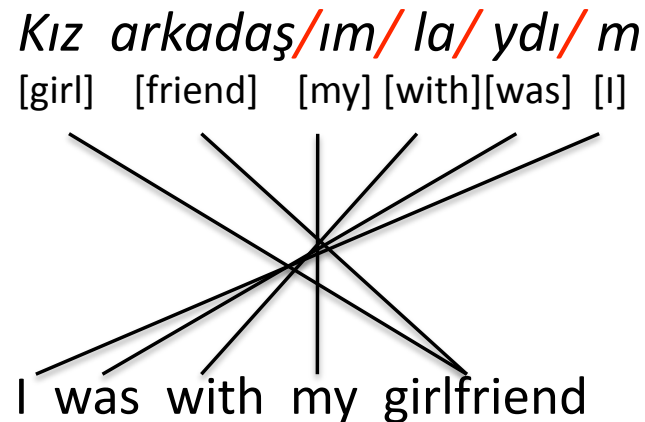 Kız arkadaş/ım/ la/ ydı/ m
[girl] [friend] [my] [with][was] [I]
I was with my girlfriend